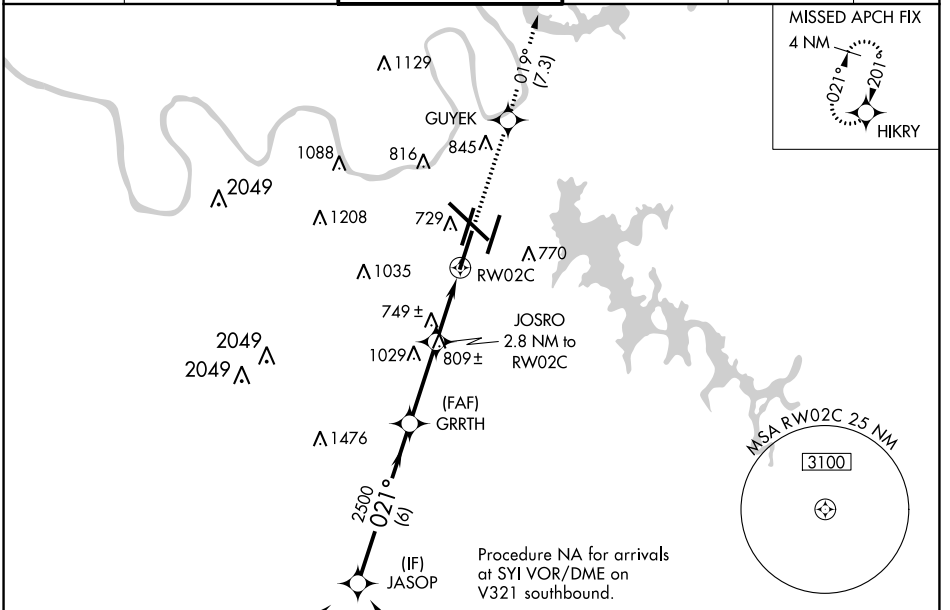 MISSED APCH FIX
4 NM
021°
201°
HIKRY
1129
019°
(7.3)
GUYEK
845
1088
816
2049
1208
729
770
RW02C
1035
749 ±
JOSRO
2.8 NM to
RW02C
1029
809 ±
2049
2049
(FAF)
GRRTH
1476
MSA RW02C 25 NM
3100
2500
021°
(6)
(IF)
JASOP
Procedure NA for arrivals
at SYI VOR/DME on
V321 southbound.